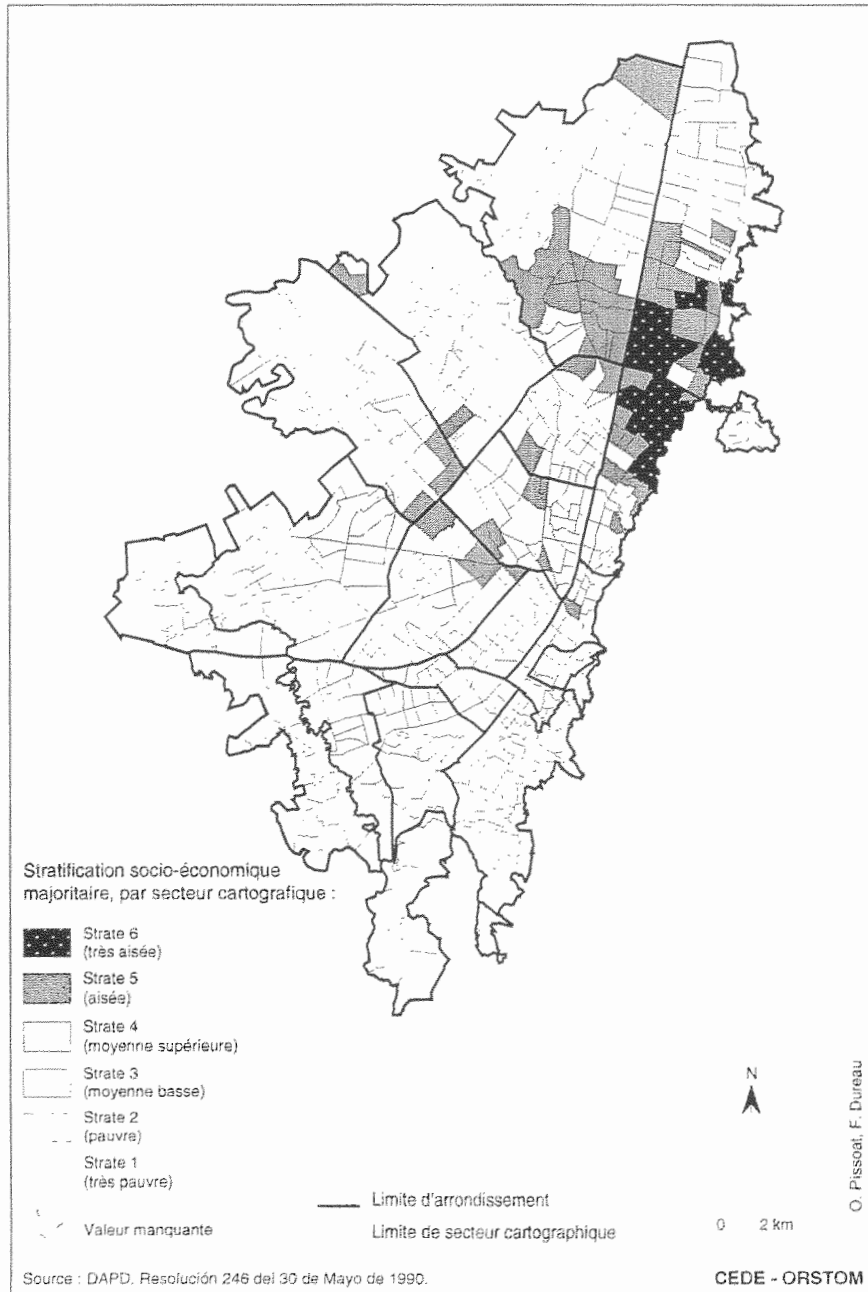 Stratification socio-économique
majoritaire, par secteur cartografique :
Strate 6
(très aisée)
Strate 5
(aisée)
Strate 4
(moyenne supérieure)
Strate 3
(moyenne basse)
Strate 2
(pauvre)
Strate 1
(très pauvre)
Valeur manquante
Limite d'arrondissement
Limite de secteur cartographique
N
0 2 km
O. Pissoat, F. Dureau
Source : DAPD, Resolución 246 del 30 de Mayo de 1990.
CEDE - ORSTOM